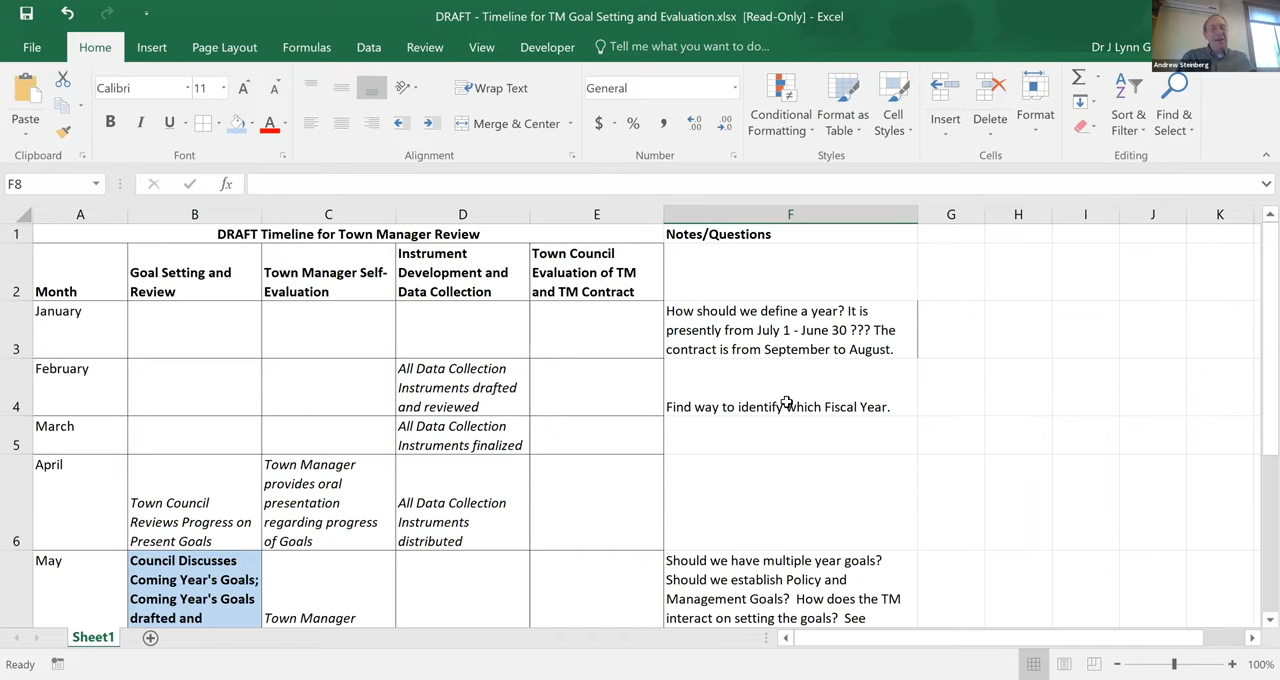 DRAFT - Timeline for TM Goal Setting and Evaluation.xlsx [Read-Only] - Excel
File
Home
Insert
Page Layout
Formulas
Data
Review
View
Developer
Tell me what you want to do...
Dr J Lynn G
Andrew Steinberg
Paste
Clipboard
Calibri
11
B I U
Font
Wrap Text
Merge & Center
Alignment
General
$ % ,
Number
Conditional
Formatting
Format as
Table
Cell
Styles
Styles
Insert
Delete
Format
Cells
Sort &
Filter
Find &
Select
Editing
F8
fx
A B C D E F G H I J K
1
DRAFT Timeline for Town Manager Review
Notes/Questions
2
Month
Goal Setting and
Review
Town Manager Self-
Evaluation
Instrument
Development and
Data Collection
Town Council
Evaluation of TM
and TM Contract
3
January
How should we define a year? It is
presently from July 1 - June 30 ??? The
contract is from September to August.
4
February
All Data Collection
Instruments drafted
and reviewed
Find way to identify which Fiscal Year.
5
March
All Data Collection
Instruments finalized
6
April
Town Council
Reviews Progress on
Present Goals
Town Manager
provides oral
presentation
regarding progress
of Goals
All Data Collection
Instruments
distributed
May
Council Discusses
Coming Year's Goals;
Coming Year's Goals
drafted and
Town Manager
Should we have multiple year goals?
Should we establish Policy and
Management Goals? How does the TM
interact on setting the goals? See
Sheet1
Ready
100%